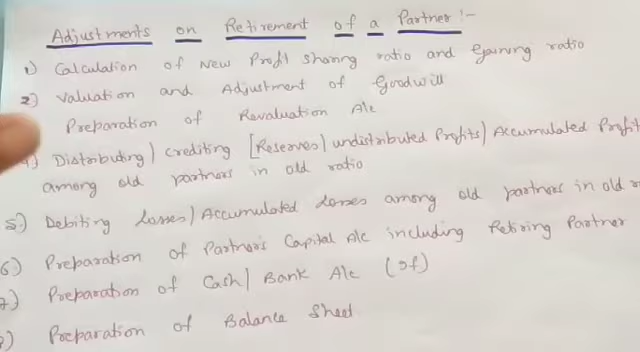 Adjustments on Retirement of a Partner :-
1) Calculation of New Profit sharing ratio and Gaining ratio
2) Valuation and Adjustment of Goodwill
Preparation of Revaluation A/c
4) Distributing/ crediting [Reserves/ undistributed Profits/ Accumulated Profit
among old partners in old ratio
5) Debiting losses/ Accumulated losses among old partners in old r
6) Preparation of Partner's Capital A/c including Retiring Partner
7) Preparation of Cash/ Bank A/c (If)
) Preparation of Balance Sheet